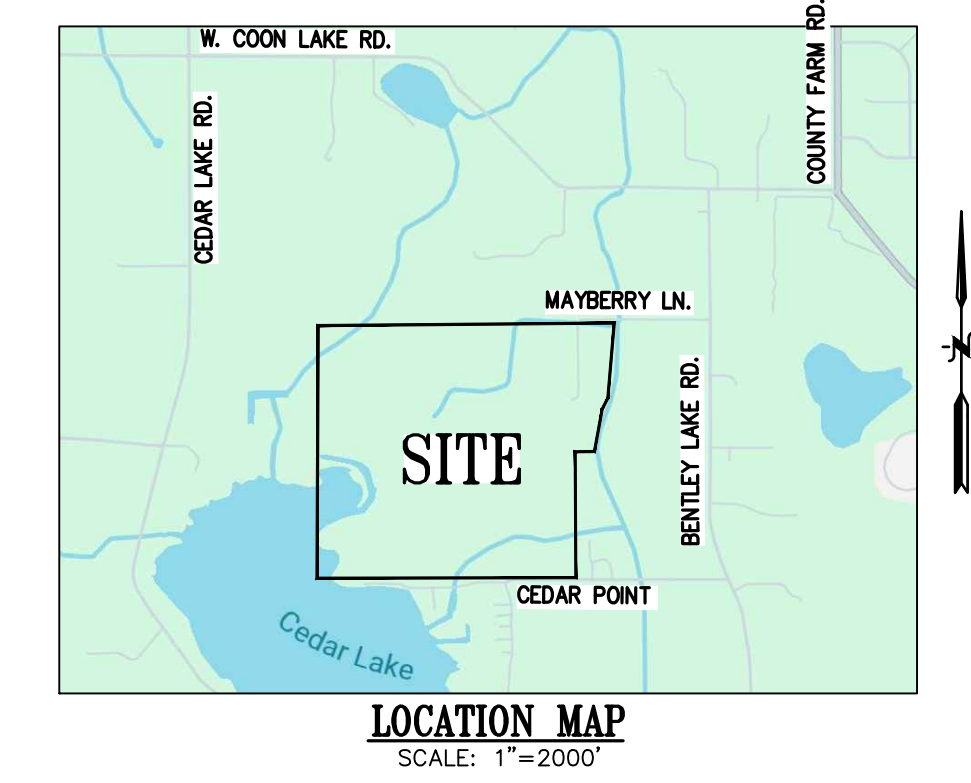 W. COON LAKE RD.
COUNTY FARM RD.
CEDAR LAKE RD.
MAYBERRY LN.
BENTLEY LAKE RD.
SITE
CEDAR POINT
Cedar Lake
LOCATION MAP
SCALE: 1"=2000'